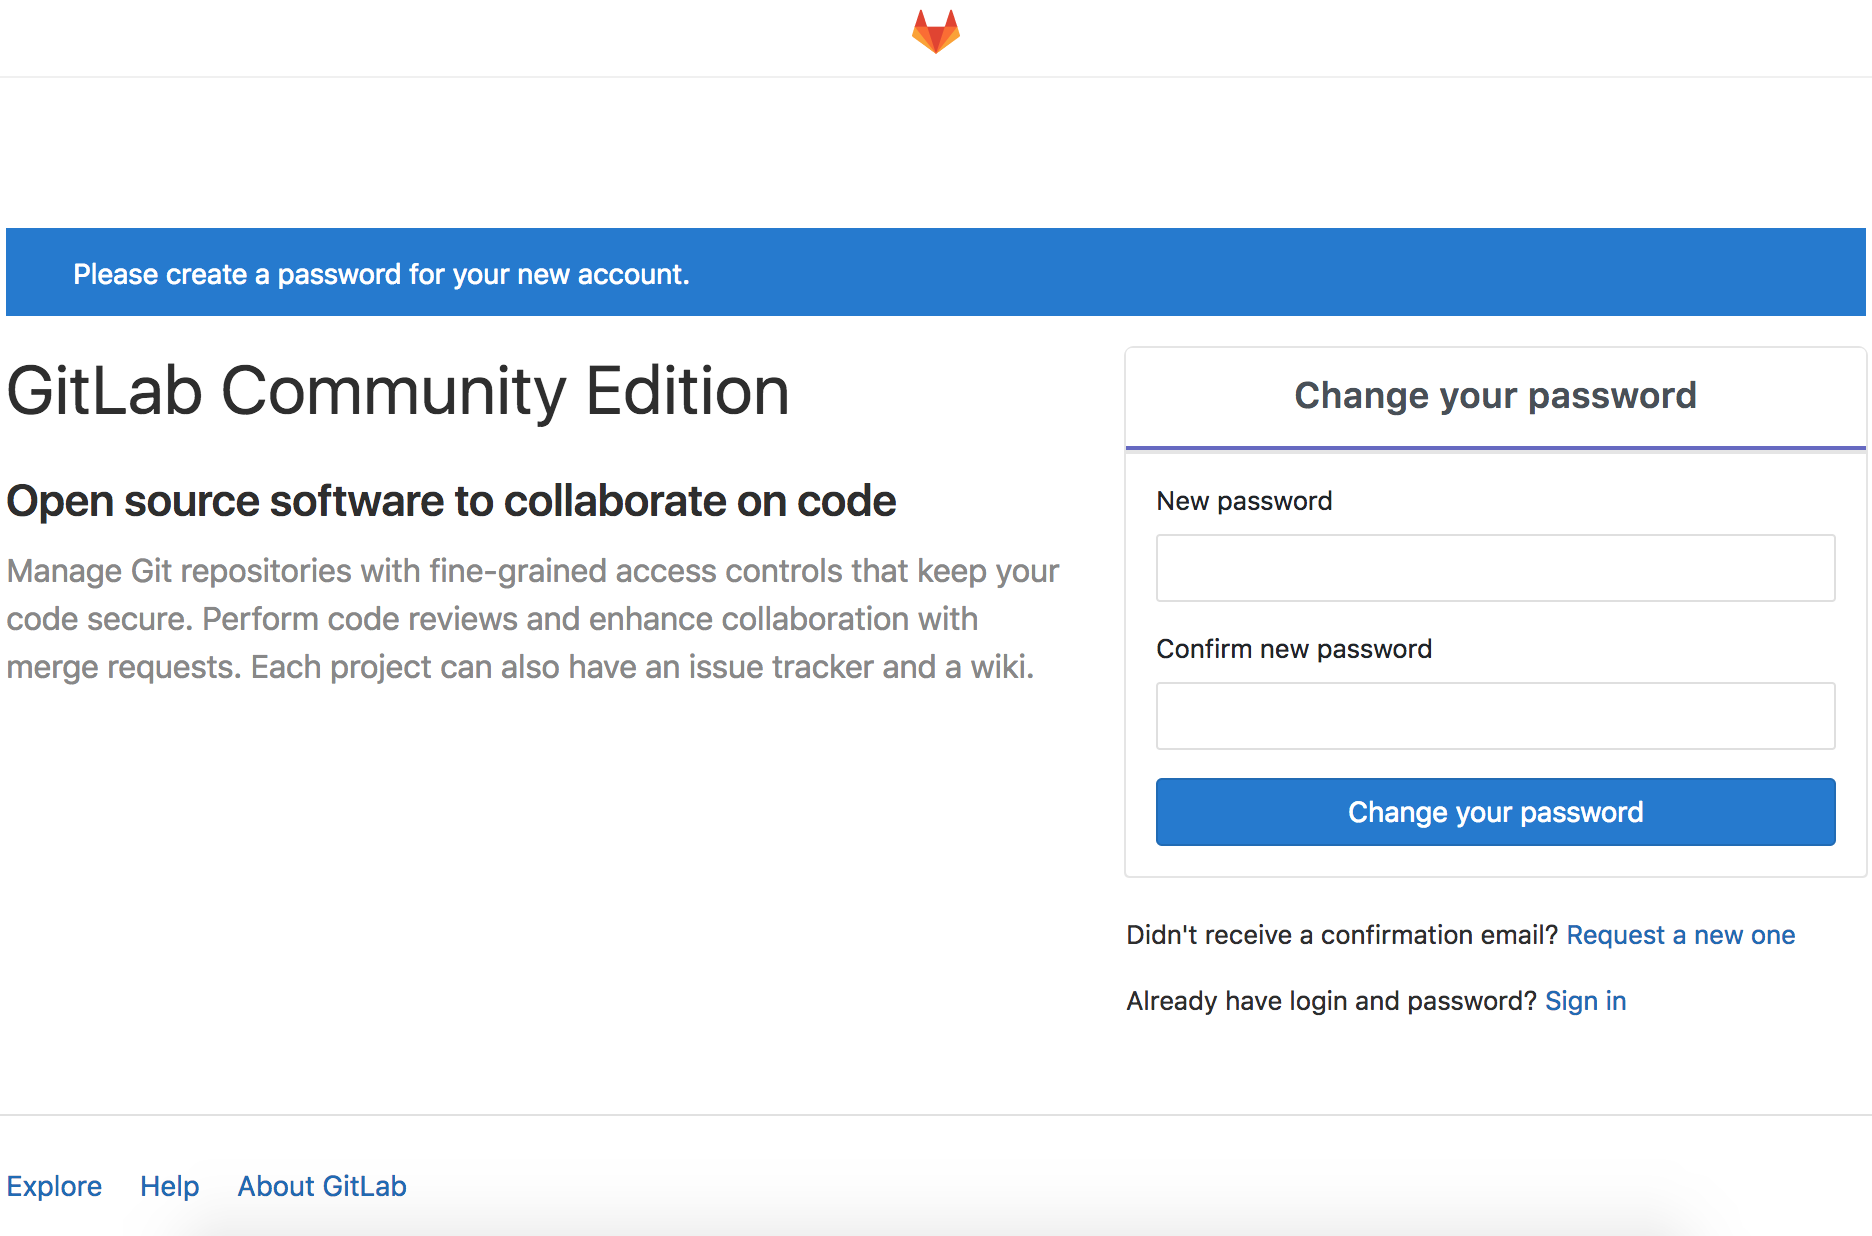 Please create a password for your new account.
GitLab Community Edition
Open source software to collaborate on code
Manage Git repositories with fine-grained access controls that keep your
code secure. Perform code reviews and enhance collaboration with
merge requests. Each project can also have an issue tracker and a wiki.
Change your password
New password
Confirm new password
Change your password
Didn't receive a confirmation email? Request a new one
Already have login and password? Sign in
Explore Help About GitLab